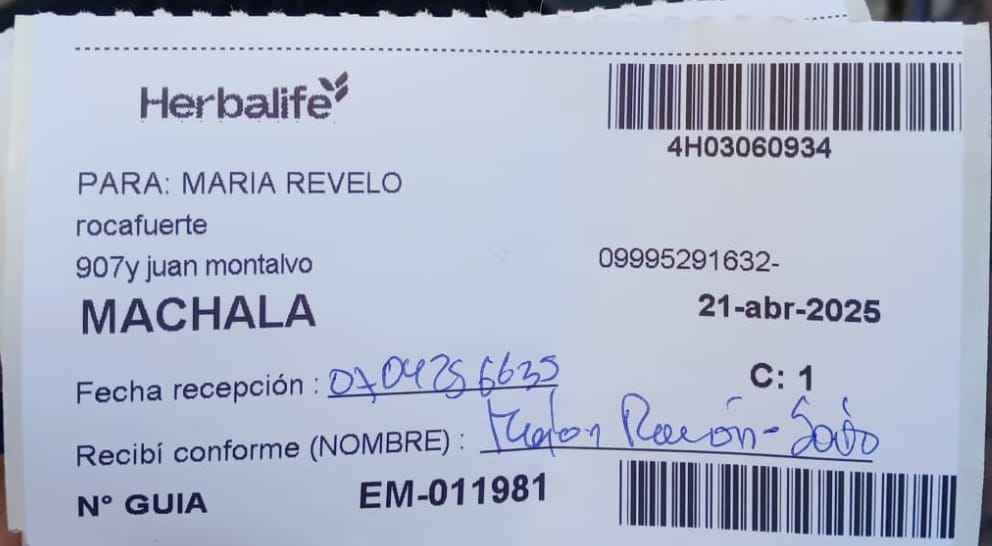 Herbalife
4H03060934
PARA: MARIA REVELO
rocafuerte
907y juan montalvo
09995291632-
MACHALA
21-abr-2025
Fecha recepción : 0704256635
C: 1
Recibí conforme (NOMBRE) :
N° GUIA EM-011981